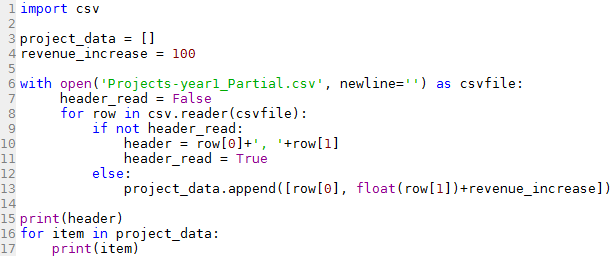 1 import csv
2
3 project_data = []
4 revenue_increase = 100
5
6 with open('Projects-year1_Partial.csv', newline='') as csvfile:
7     header_read = False
8     for row in csv.reader(csvfile):
9         if not header_read:
10             header = row[0]+', '+row[1]
11             header_read = True
12         else:
13             project_data.append([row[0], float(row[1])+revenue_increase])
14
15 print(header)
16 for item in project_data:
17     print(item)